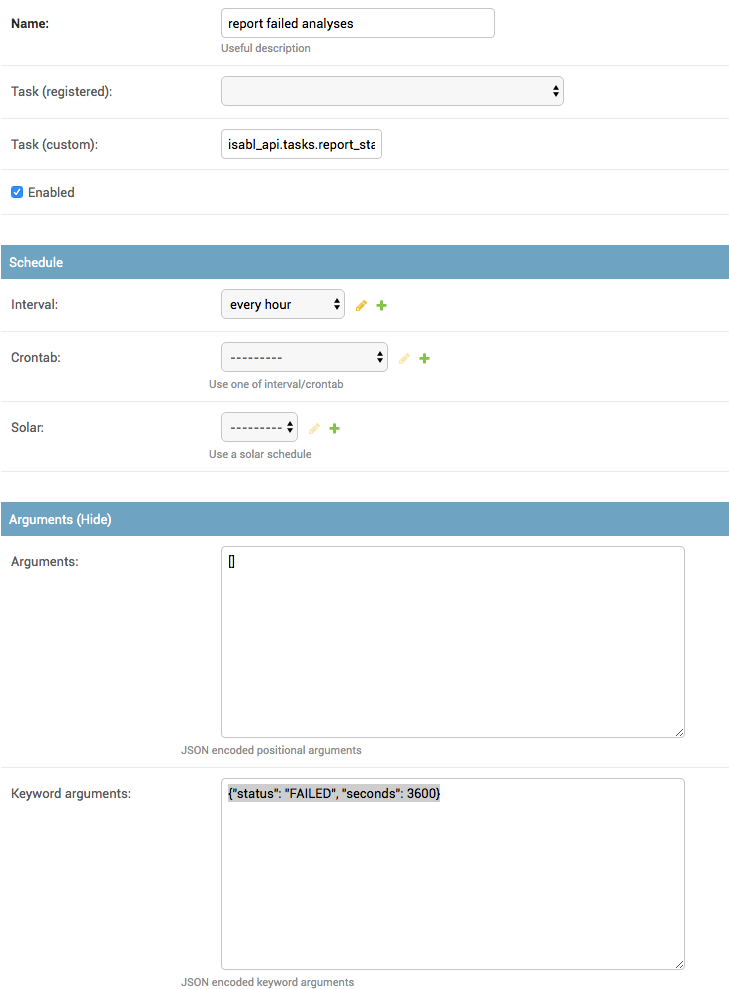 Name: report failed analyses
Useful description
Task (registered):
Task (custom): isabl_api.tasks.report_sta
Enabled
Schedule
Interval: every hour
Crontab: ---------
Use one of interval/crontab
Solar: ---------
Use a solar schedule
Arguments (Hide)
Arguments: []
JSON encoded positional arguments
Keyword arguments: {"status": "FAILED", "seconds": 3600}
JSON encoded keyword arguments